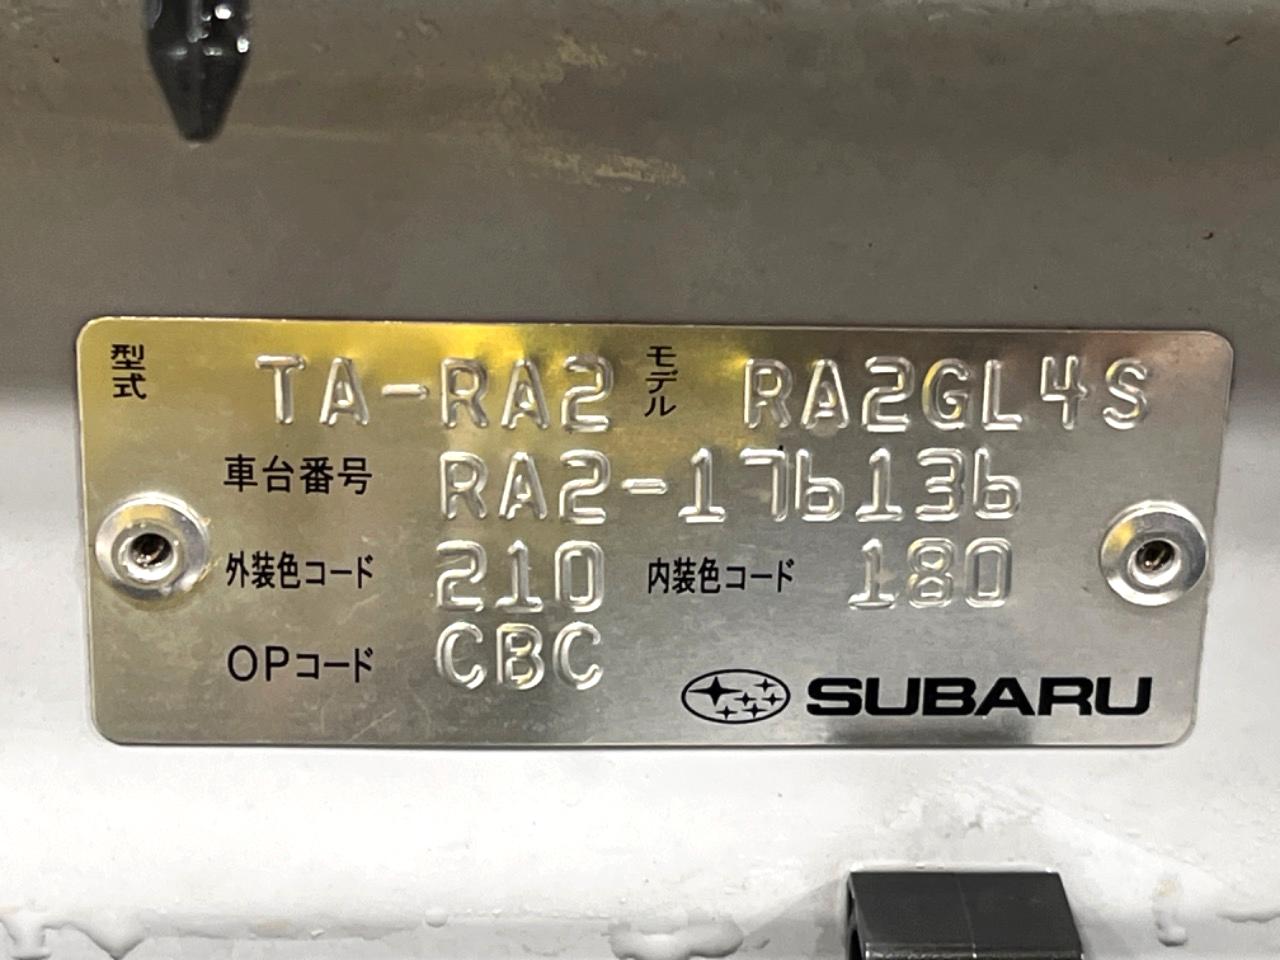 型式 TA-RA2 モデル RA2GL4S
車台番号 RA2-176136
外装色コード 210 内装色コード 180
OPコード CBC
SUBARU